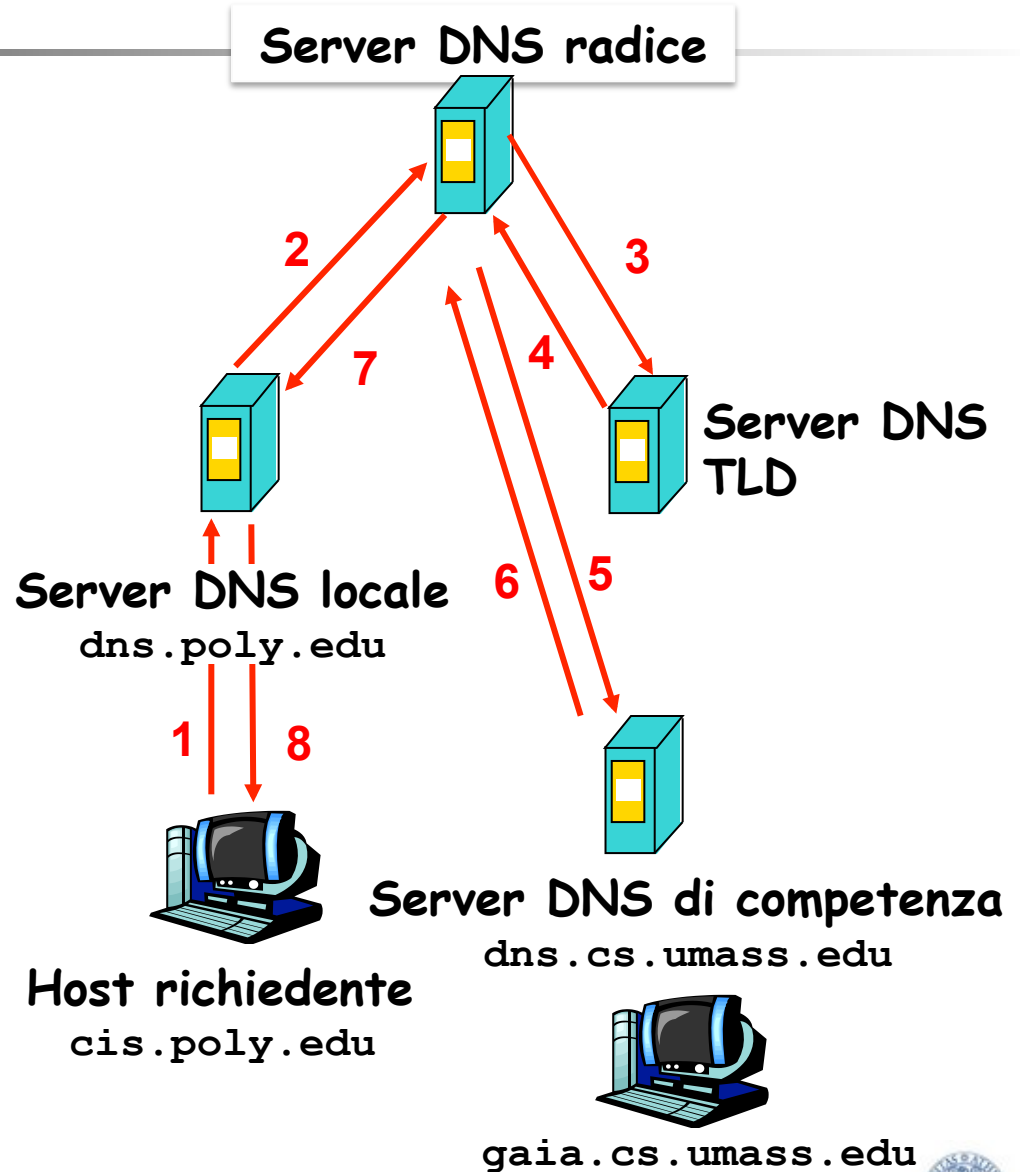 Server DNS radice
2
3
7
4
Server DNS
TLD
6
5
Server DNS locale
dns.poly.edu
1
8
Server DNS di competenza
dns.cs.umass.edu
Host richiedente
cis.poly.edu
gaia.cs.umass.edu